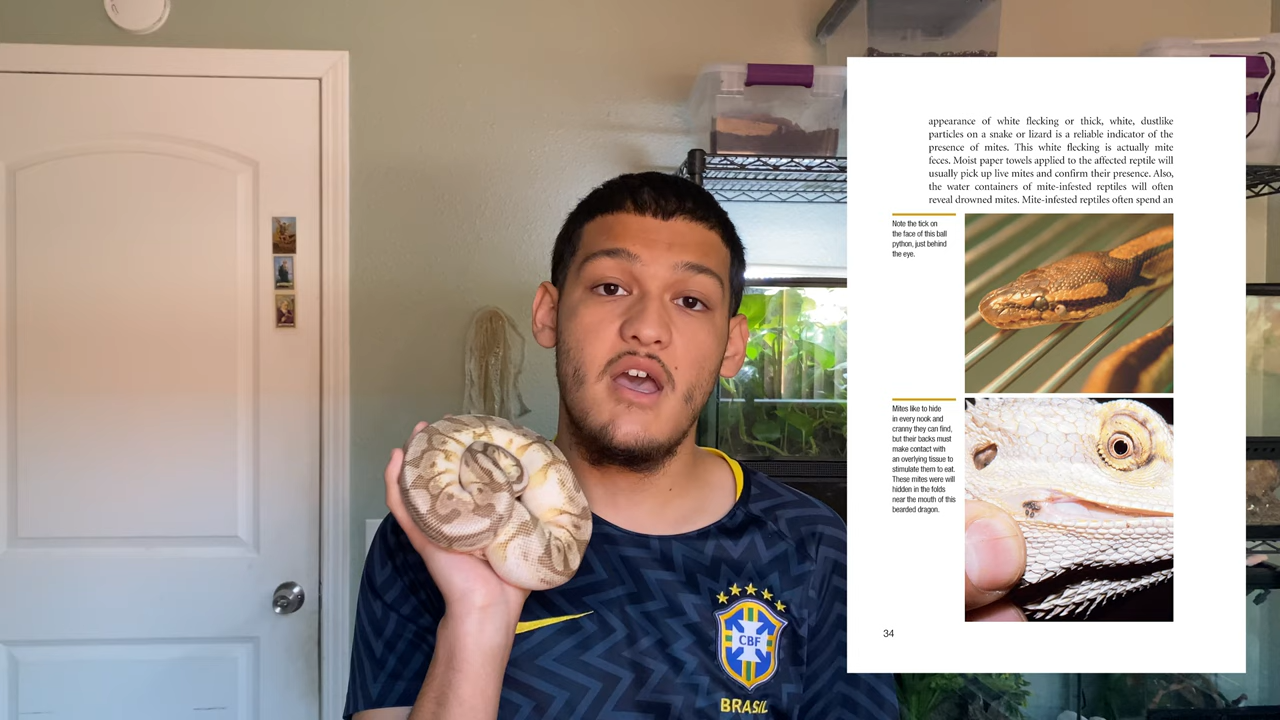 appearance of white flecking or thick, white, dustlike
particles on a snake or lizard is a reliable indicator of the
presence of mites. This white flecking is actually mite
feces. Moist paper towels applied to the affected reptile will
usually pick up live mites and confirm their presence. Also,
the water containers of mite-infested reptiles will often
reveal drowned mites. Mite-infested reptiles often spend an
Note the tick on
the face of this ball
python, just behind
the eye.
Mites like to hide
in every nook and
cranny they can find,
but their backs must
make contact with
an overlying tissue to
stimulate them to eat.
These mites were will
hidden in the folds
near the mouth of this
bearded dragon.
34
CBF
BRASIL